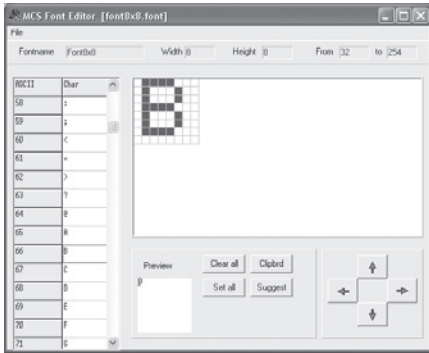 MCS Font Editor [font8x8.font]
File
Fontname Font8x8 Width 8 Height 8 From 32 to 254
ASCII Char
58 :
59 ;
60 <
61 =
62 >
63 ?
64 @
65 A
66 B
67 C
68 D
69 E
70 F
71 G
B
Preview
Clear all Clipbrd
Set all Suggest